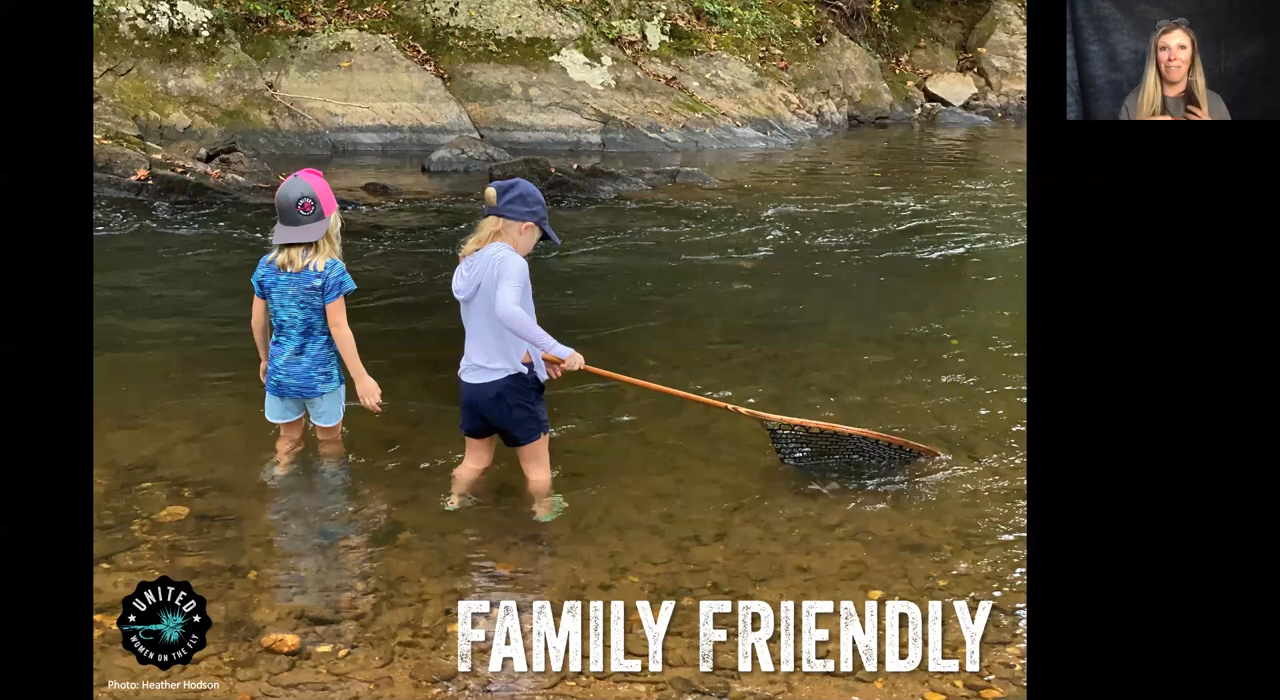 UNITED
WOMEN ON THE FLY
Photo: Heather Hodson
FAMILY FRIENDLY